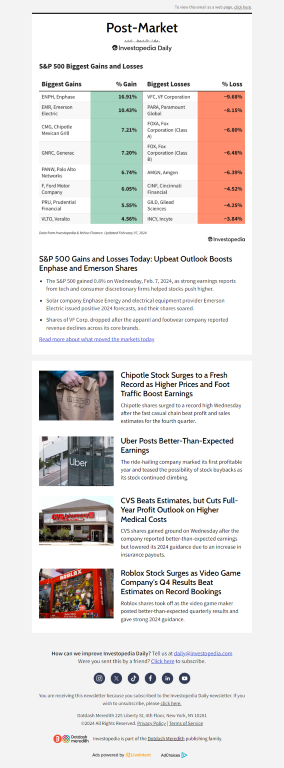 To view this email as a web page, click here.
Post-Market
Investopedia Daily
S&P 500 Biggest Gains and Losses
Biggest Gains % Gain Biggest Losses % Loss
ENPH, Enphase 16.91% VFC, VF Corporation -9.68%
EMR, Emerson Electric 10.43% PARA, Paramount Global -8.15%
CMG, Chipotle Mexican Grill 7.21% FOXA, Fox Corporation (Class A) -6.80%
GNRC, Generac 7.20% FOX, Fox Corporation (Class B) -6.48%
PANW, Palo Alto Networks 6.74% AMGN, Amgen -6.39%
F, Ford Motor Company 6.05% CINF, Cincinnati Financial -4.52%
PRU, Prudential Financial 5.55% GILD, Gilead Sciences -4.25%
VLTO, Veralto 4.56% INCY, Incyte -3.84%
Data from Investopedia & Yahoo Finance. Updated February 07, 2024
Investopedia
S&P 500 Gains and Losses Today: Upbeat Outlook Boosts
Enphase and Emerson Shares
The S&P 500 gained 0.8% on Wednesday, Feb. 7, 2024, as strong earnings reports
from tech and consumer discretionary firms helped stocks push higher.
Solar company Enphase Energy and electrical equipment provider Emerson
Electric issued positive 2024 forecasts, and their shares soared.
Shares of VF Corp. dropped after the apparel and footwear company reported
revenue declines across its core brands.
Read more about what moved the markets today
Chipotle Stock Surges to a Fresh
Record as Higher Prices and Foot
Traffic Boost Earnings
Chipotle shares surged to a record high Wednesday
after the fast casual chain beat profit and sales
estimates for the fourth quarter.
Uber
Uber Posts Better-Than-Expected
Earnings
The ride-hailing company marked its first profitable
year and teased the possibility of stock buybacks as
its stock continued climbing.
CVS Beats Estimates, but Cuts Full-
Year Profit Outlook on Higher
Medical Costs
CVS shares gained ground on Wednesday after the
company reported better-than-expected earnings
but lowered its 2024 guidance due to an increase in
insurance payouts.
ROBLOX
Roblox Stock Surges as Video Game
Company's Q4 Results Beat
Estimates on Record Bookings
Roblox shares took off as the video game maker
posted better-than-expected quarterly results and
gave strong 2024 guidance.
How can we improve Investopedia Daily? Tell us at daily@investopedia.com
Were you sent this by a friend? Click here to subscribe.
You are receiving this newsletter because you subscribed to the Investopedia Daily newsletter. If you
wish to unsubscribe, please click here.
Dotdash Meredith 225 Liberty St, 4th Floor, New York, NY 10281
©2024 All Rights Reserved. Privacy Policy | Terms of Service
Dotdash
meredith
Investopedia is part of the Dotdash Meredith publishing family.
Ads powered by LiveIntent AdChoices